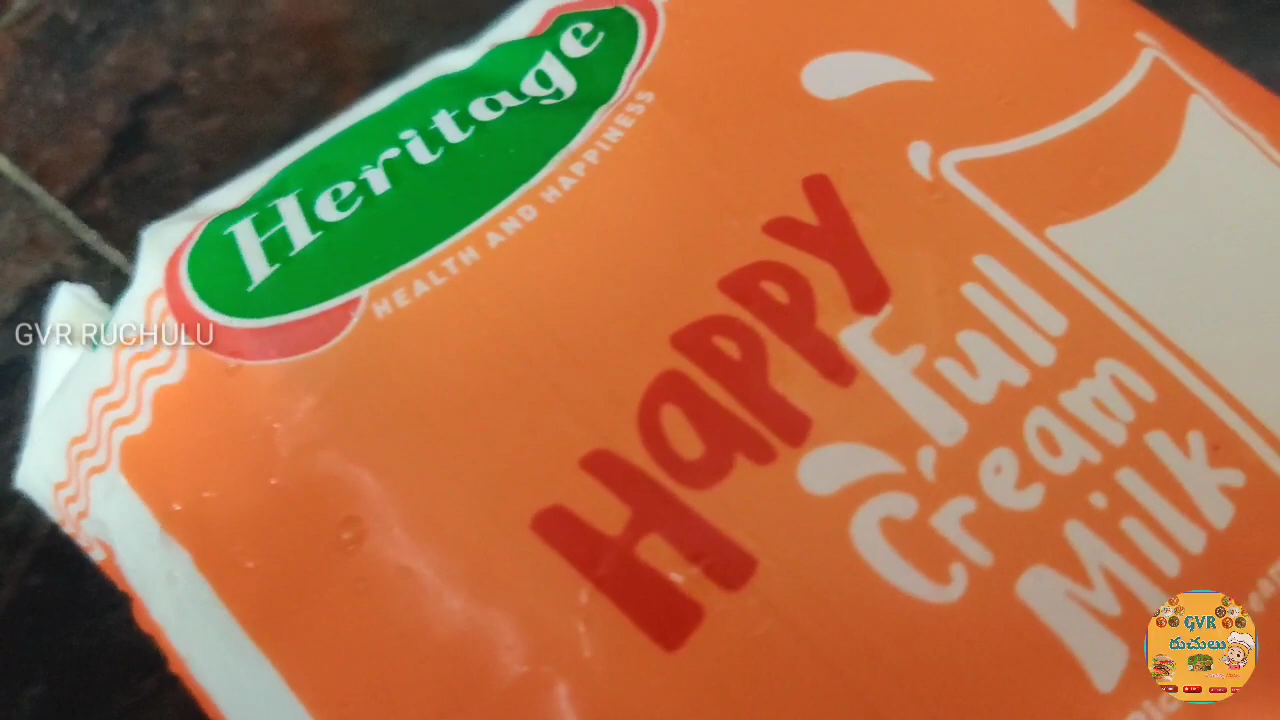 Heritage
HEALTH AND HAPPINESS
Happy
Full
Cream
Milk
GVR RUCHULU
GVR
రుచులు